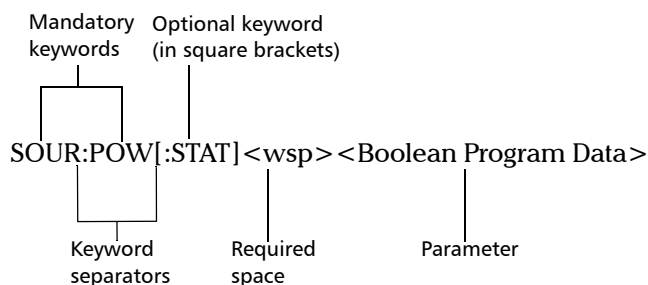 Mandatory
keywords
Optional keyword
(in square brackets)
SOUR:POW[:STAT]<wsp><Boolean Program Data>
Keyword
separators
Required
space
Parameter